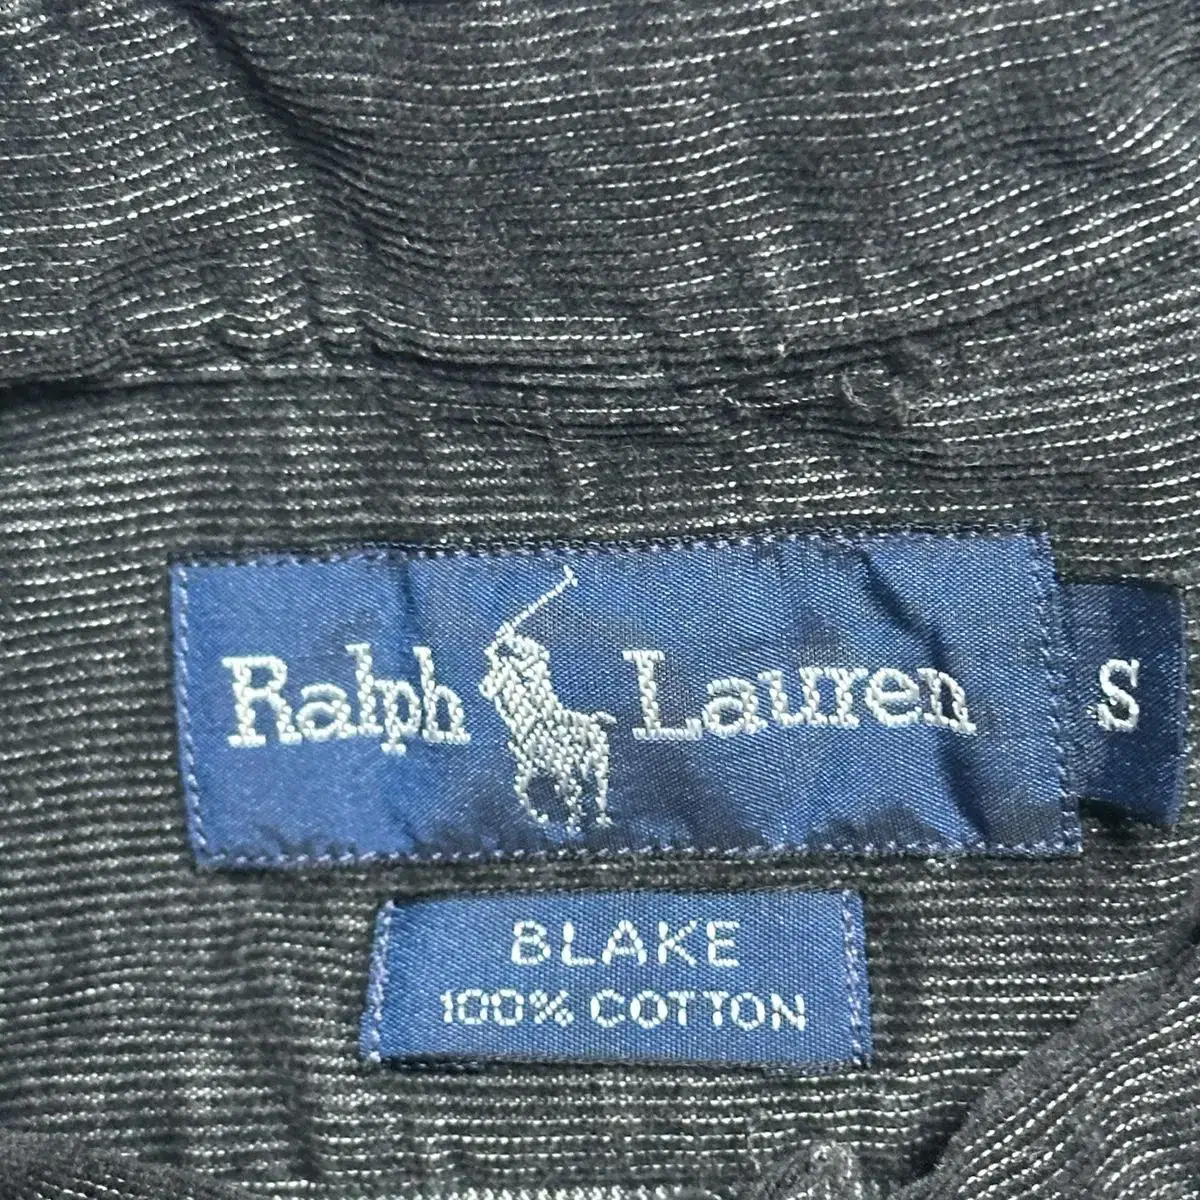 Ralph Lauren
S
BLAKE
100% COTTON